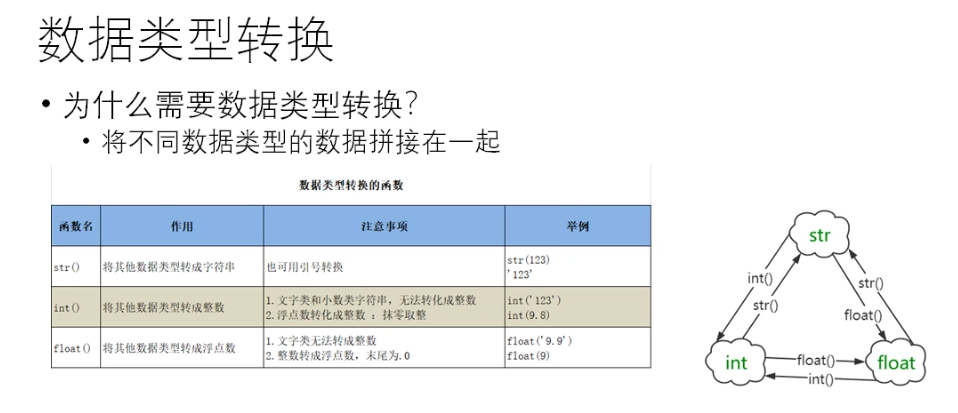 数据类型转换
• 为什么需要数据类型转换?
• 将不同数据类型的数据拼接在一起
数据类型转换的函数
函数名 作用 注意事项 举例
str() 将其他数据类型转成字符串 也可用引号转换 str(123)
'123'
int() 将其他数据类型转成整数 1.文字类和小数类字符串，无法转化成整数 int('123')
2.浮点数转化成整数：抹零取整 int(9.8)
float() 将其他数据类型转成浮点数 1.文字类无法转成整数 float('9.9')
2.整数转成浮点数，末尾为.0 float(9)
str
int()
str()
str()
float()
int
float()
int()
float